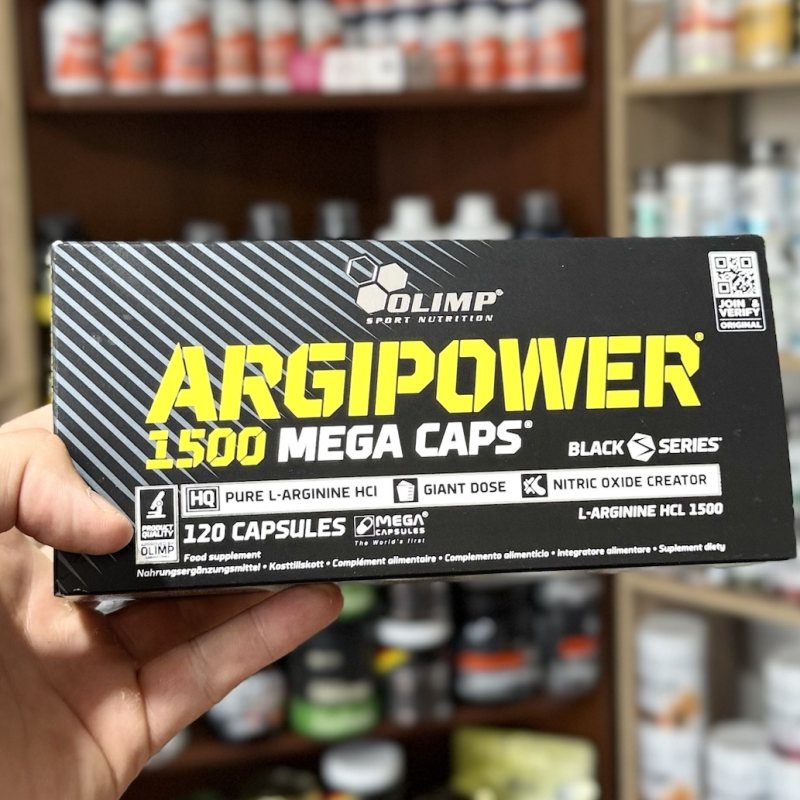 OLIMP®
SPORT NUTRITION
JOIN & VERIFY
ORIGINAL
ARGIPOWER®
1500 MEGA CAPS®
BLACK SERIES®
HQ PURE L-ARGININE HCl GIANT DOSE NITRIC OXIDE CREATOR
L-ARGININE HCL 1500
PRODUCT
QUALITY
OLIMP
120 CAPSULES MEGA®
CAPSULES
The World's first
Food supplement
Nahrungsergänzungsmittel • Kosttillskott • Complément alimentaire • Complemento alimenticio • Integratore alimentare • Suplement diety